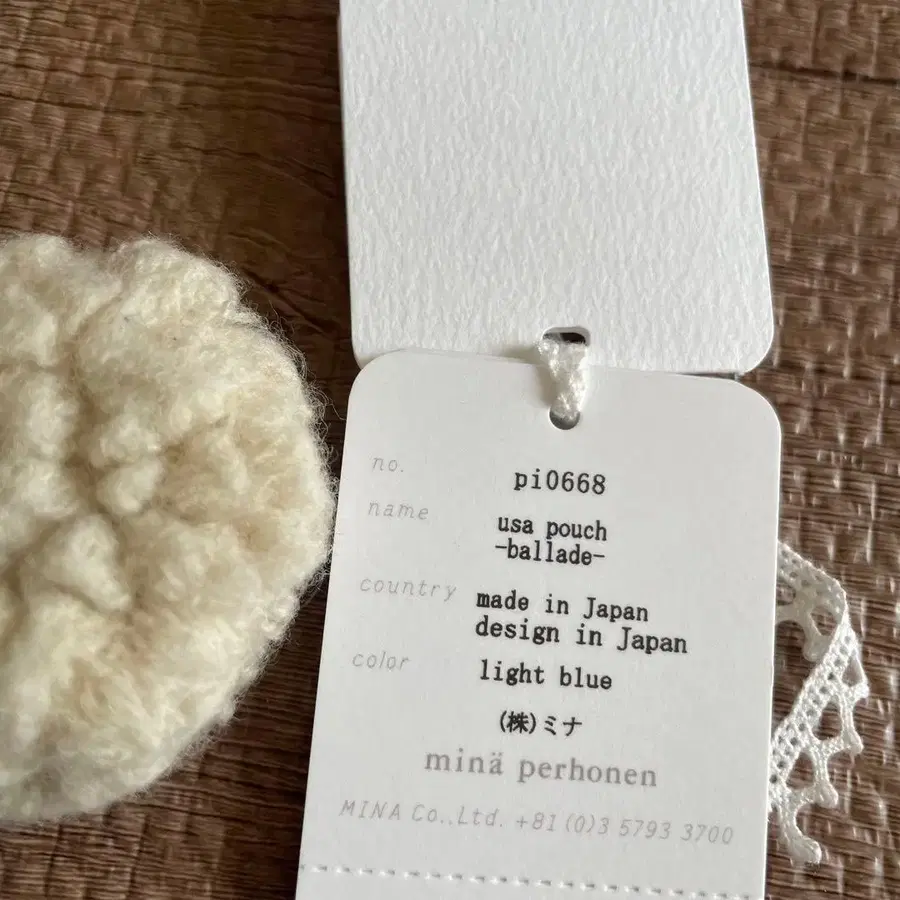 no. pi0668
name usa pouch
-ballade-
country made in Japan
design in Japan
color light blue
(株)ミナ
minä perhonen
MINA Co.,Ltd. +81 (0)3 5793 3700